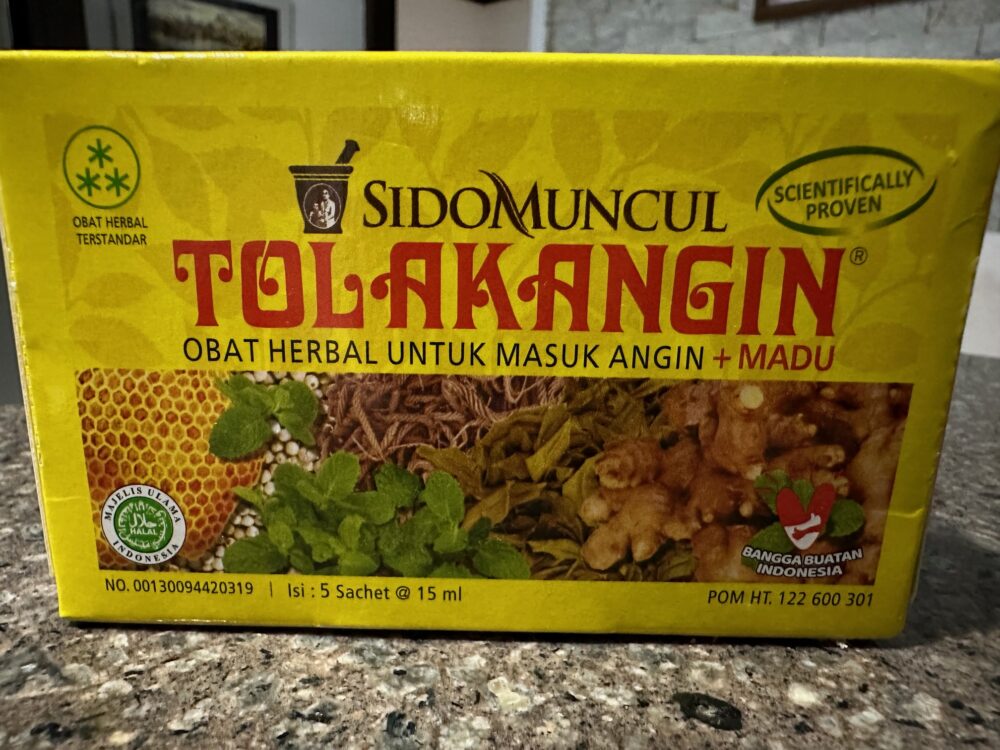 OBAT HERBAL
TERSTANDAR
SIDOMUNCUL
SCIENTIFICALLY
PROVEN
TOLAKANGIN®
OBAT HERBAL UNTUK MASUK ANGIN + MADU
MAJELIS ULAMA
حلال
HALAL
INDONESIA
BANGGA BUATAN
INDONESIA
NO. 00130094420319 | Isi : 5 Sachet @ 15 ml
POM HT. 122 600 301